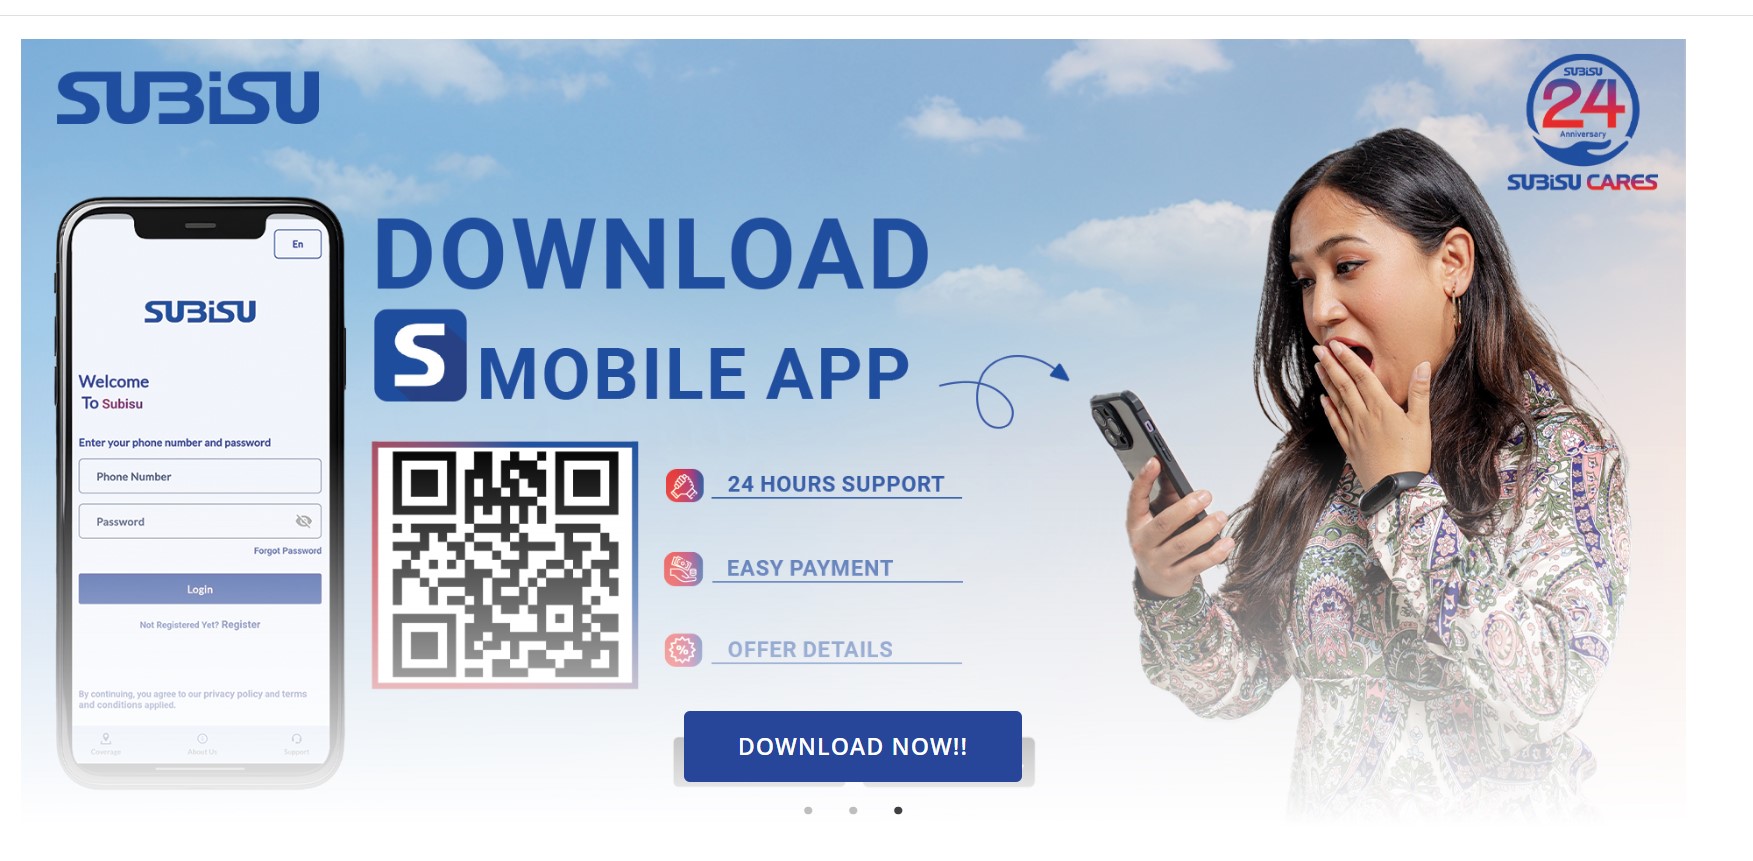 SUBiSU
SUBiSU
24
Anniversary
SUBiSU CARES
En
SUBiSU
Welcome
To Subisu
Enter your phone number and password
Phone Number
Password
Forgot Password
Login
Not Registered Yet? Register
By continuing, you agree to our privacy policy and terms
and conditions applied.
Coverage About Us Support
DOWNLOAD
S MOBILE APP
24 HOURS SUPPORT
EASY PAYMENT
% OFFER DETAILS
DOWNLOAD NOW!!